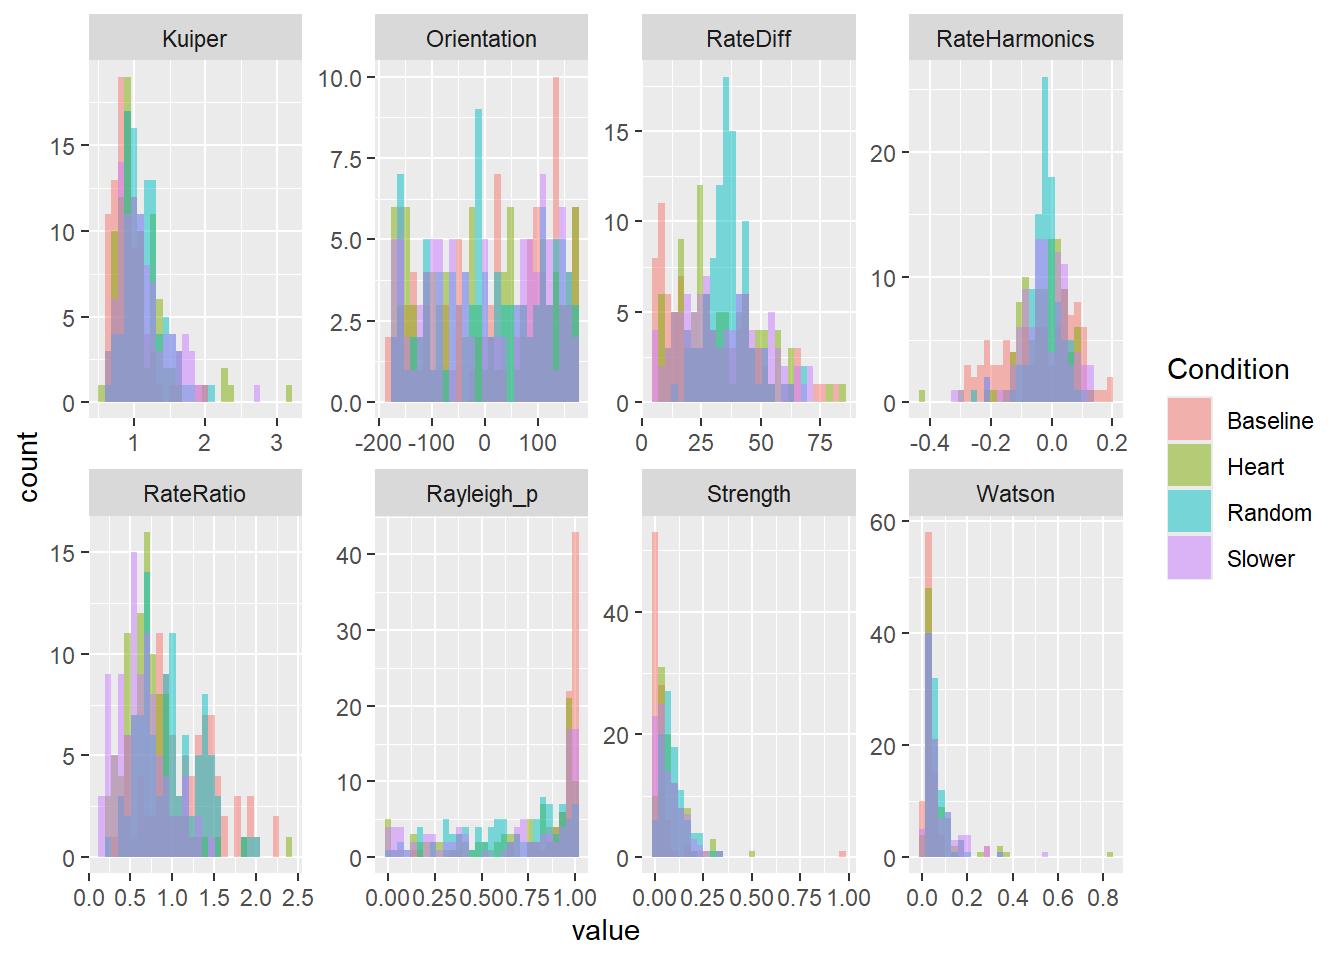 Kuiper Orientation RateDiff RateHarmonics
0 5 10 15
0.0 2.5 5.0 7.5 10.0
0 5 10 15
0 10 20
1 2 3
-200 -100 0 100
0 25 50 75
-0.4 -0.2 0.0 0.2
RateRatio Rayleigh_p Strength Watson
0 5 10 15
0 10 20 30 40
0 20 40
0 20 40 60
0.0 0.5 1.0 1.5 2.0 2.5
0.00 0.25 0.50 0.75 1.00
0.00 0.25 0.50 0.75 1.00
0.0 0.2 0.4 0.6 0.8
value
count
Condition
Baseline
Heart
Random
Slower